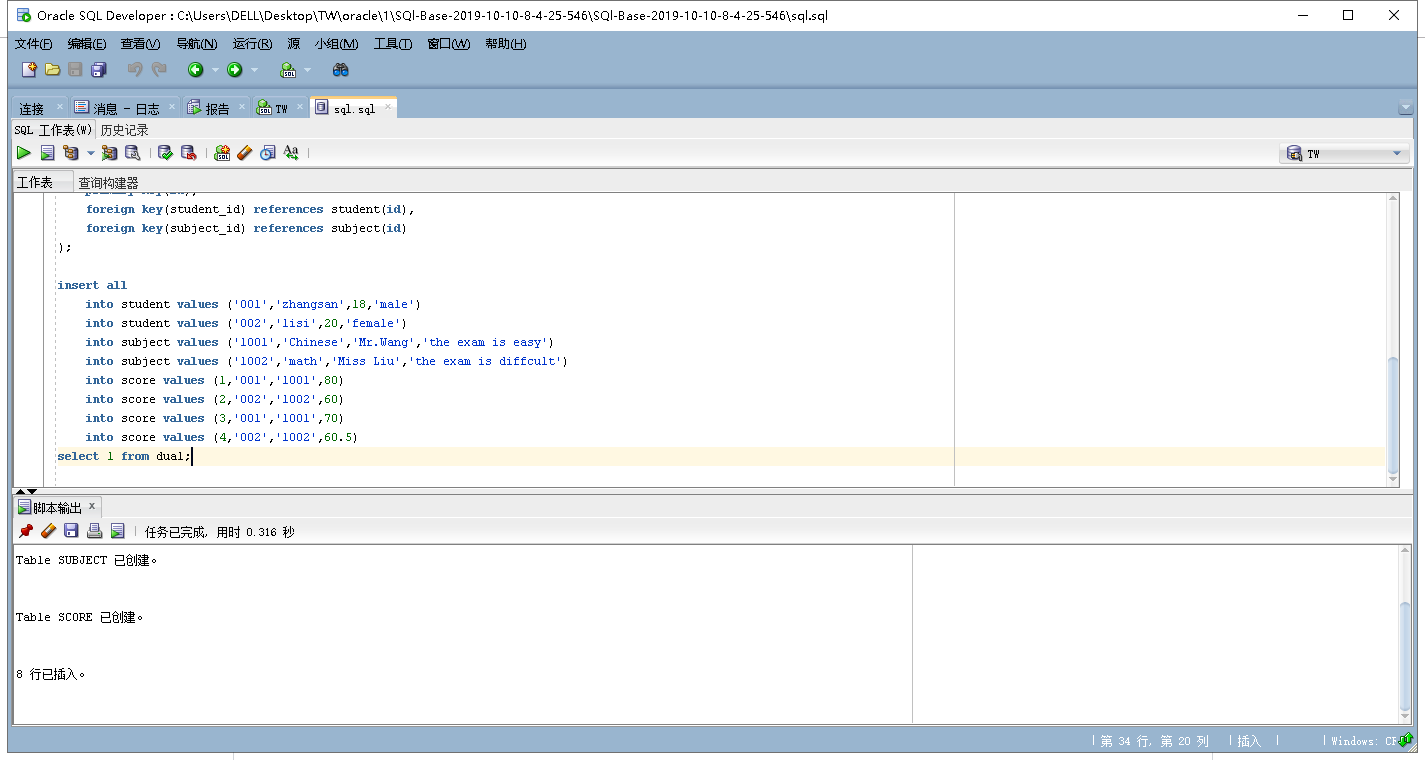 Oracle SQL Developer : C:\Users\DELL\Desktop\TW\oracle\1\SQl-Base-2019-10-10-8-4-25-546\SQl-Base-2019-10-10-8-4-25-546\sql.sql
文件(F) 编辑(E) 查看(V) 导航(N) 运行(R) 源 小组(M) 工具(T) 窗口(W) 帮助(H)
连接 消息 - 日志 报告 TW sql.sql
SQL 工作表(W) 历史记录
TW
工作表 查询构建器
foreign key(student_id) references student(id),
foreign key(subject_id) references subject(id)
);
insert all
into student values ('001','zhangsan',18,'male')
into student values ('002','lisi',20,'female')
into subject values ('1001','Chinese','Mr.Wang','the exam is easy')
into subject values ('1002','math','Miss Liu','the exam is diffcult')
into score values (1,'001','1001',80)
into score values (2,'002','1002',60)
into score values (3,'001','1001',70)
into score values (4,'002','1002',60.5)
select 1 from dual;
脚本输出
任务已完成, 用时 0.316 秒
Table SUBJECT 已创建。
Table SCORE 已创建。
8 行已插入。
第 34 行, 第 20 列 插入 Windows: